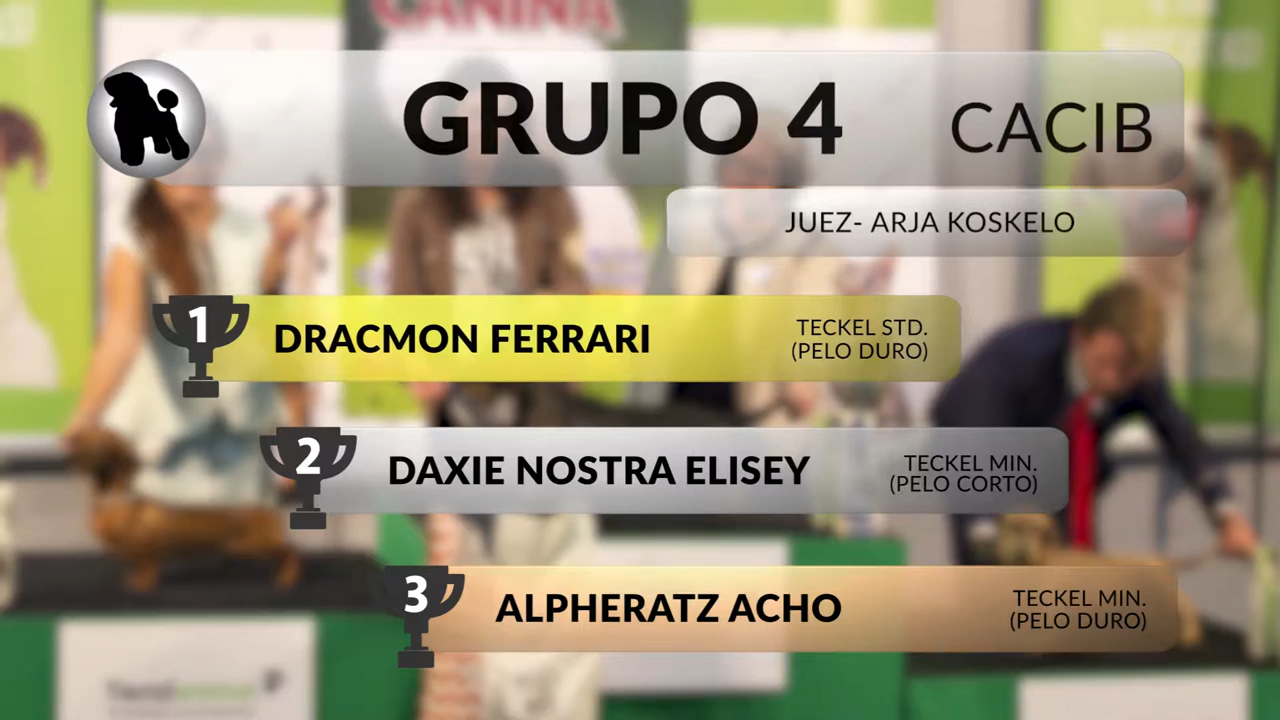 CANINA
GRUPO 4
CACIB
JUEZ- ARJA KOSKELO
1
DRACMON FERRARI
TECKEL STD.
(PELO DURO)
2
DAXIE NOSTRA ELISEY
TECKEL MIN.
(PELO CORTO)
3
ALPHERATZ ACHO
TECKEL MIN.
(PELO DURO)